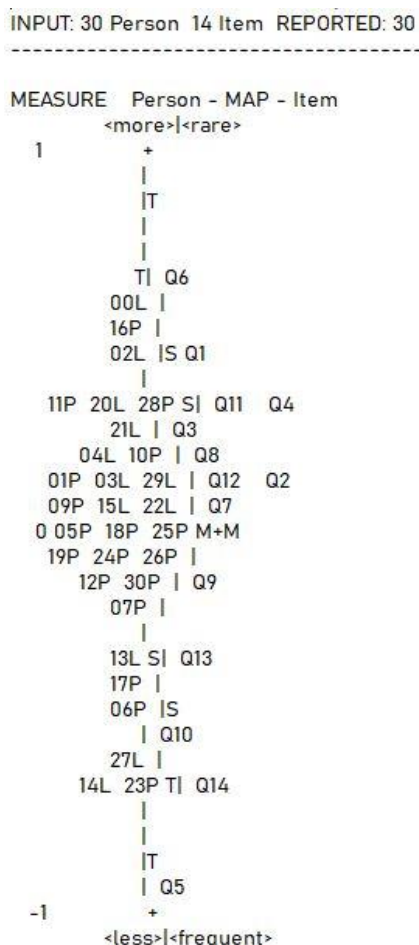 INPUT: 30 Person 14 Item REPORTED: 30
----------------------------------------
MEASURE Person - MAP - Item
<more>|<rare>
1 +
|
|T
|
|
T| Q6
00L |
16P |
02L |S Q1
|
11P 20L 28P S| Q11 Q4
21L | Q3
04L 10P | Q8
01P 03L 29L | Q12 Q2
09P 15L 22L | Q7
0 05P 18P 25P M+M
19P 24P 26P |
12P 30P | Q9
07P |
|
13L S| Q13
17P |
06P |S
| Q10
27L |
14L 23P T| Q14
|
|
|T
| Q5
-1 +
<less>|<frequent>